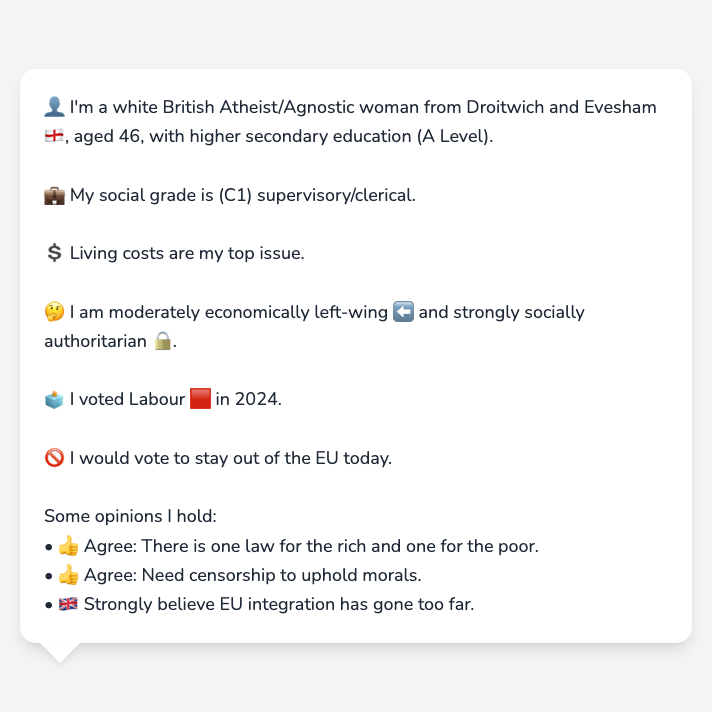 👤 I'm a white British Atheist/Agnostic woman from Droitwich and Evesham
🏴󠁧󠁢󠁥󠁮󠁧󠁿, aged 46, with higher secondary education (A Level).
💼 My social grade is (C1) supervisory/clerical.
💲 Living costs are my top issue.
🤔 I am moderately economically left-wing ⬅️ and strongly socially
authoritarian 🔒.
🗳️ I voted Labour 🟥 in 2024.
🚫 I would vote to stay out of the EU today.
Some opinions I hold:
• 👍 Agree: There is one law for the rich and one for the poor.
• 👍 Agree: Need censorship to uphold morals.
• 🇬🇧 Strongly believe EU integration has gone too far.